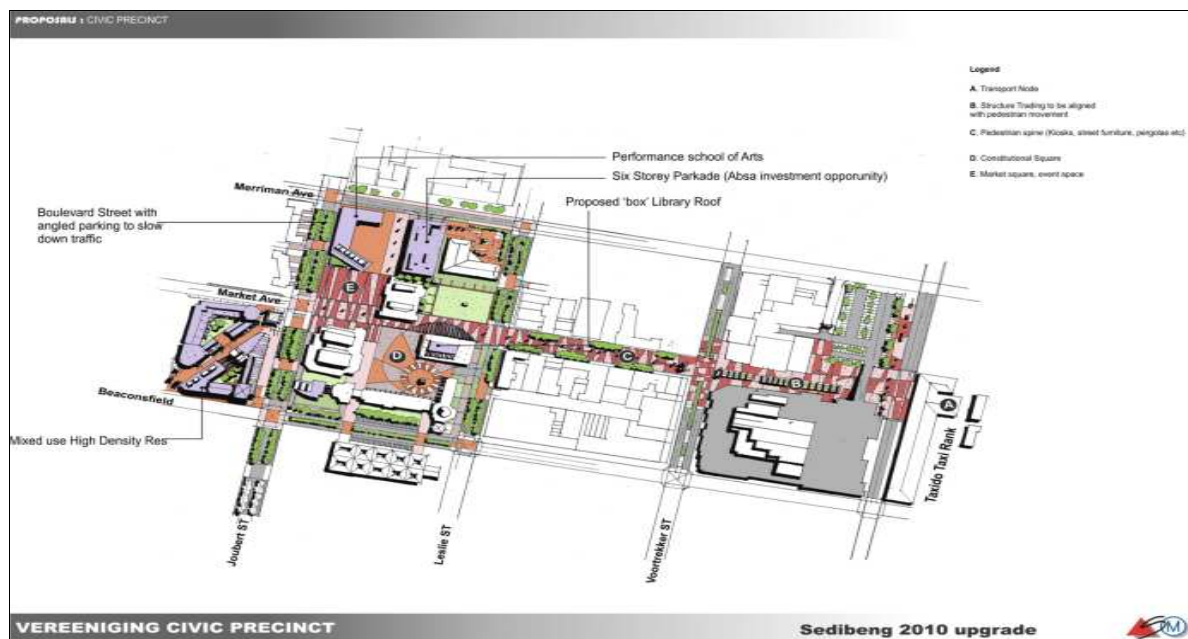 PROPOSALS : CIVIC PRECINCT
Legend
A. Transport Node
B. Structure Trading to be aligned
with pedestrian movement
C. Pedestrian spine (Kiosks, street furniture, pergolas etc)
D. Constitutional Square
E. Market square, event space
Performance school of Arts
Six Storey Parkade (Absa investment opporunity)
Proposed 'box' Library Roof
Merriman Ave
Boulevard Street with
angled parking to slow
down traffic
Market Ave
Beaconsfield
Mixed use High Density Res
E
D
C
B
A
Joubert ST
Leslie ST
Voortrekker ST
Taxido Taxi Rank
VEREENIGING CIVIC PRECINCT
Sedibeng 2010 upgrade
M